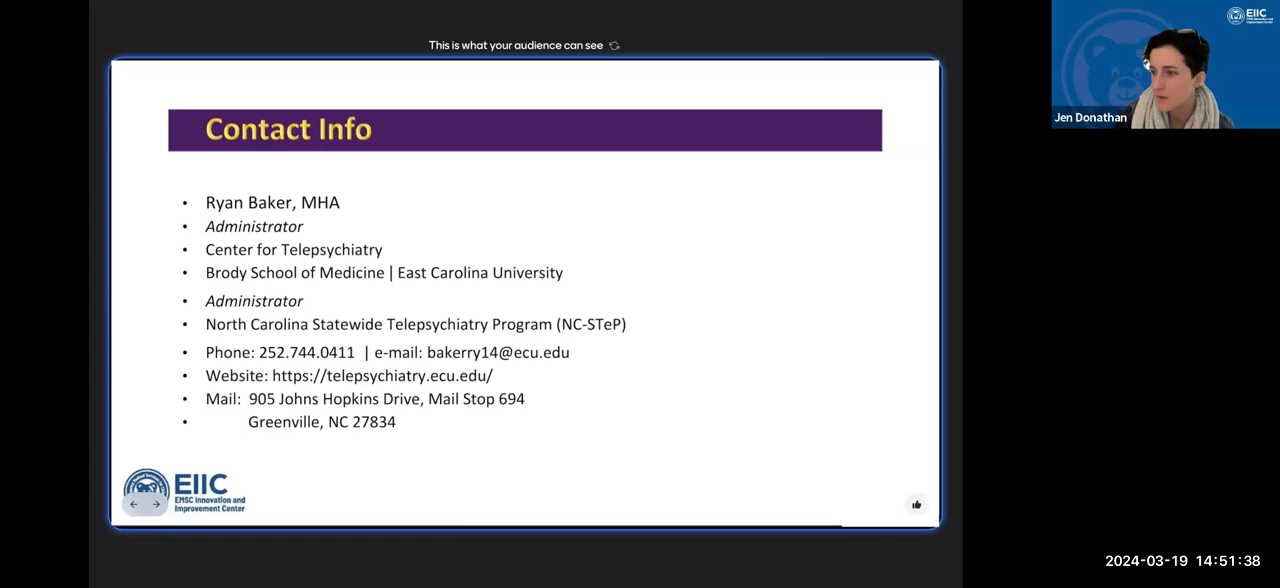 This is what your audience can see
EIIC
Jen Donathan
Contact Info
• Ryan Baker, MHA
• Administrator
• Center for Telepsychiatry
• Brody School of Medicine | East Carolina University
• Administrator
• North Carolina Statewide Telepsychiatry Program (NC-STeP)
• Phone: 252.744.0411 | e-mail: bakerry14@ecu.edu
• Website: https://telepsychiatry.ecu.edu/
• Mail: 905 Johns Hopkins Drive, Mail Stop 694
• Greenville, NC 27834
EIIC
EMSC Innovation and
Improvement Center
2024-03-19 14:51:38